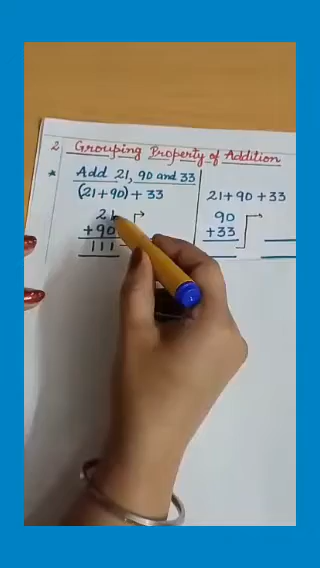 2 Grouping Property of Addition
* Add 21, 90 and 33
(21+90) + 33
21
+90
111
21+90 +33
90
+33